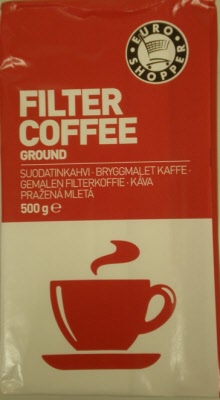 EURO
SHOPPER
FILTER
COFFEE
GROUND
SUODATINKAHVI · BRYGGMALET KAFFE ·
GEMALEN FILTERKOFFIE · KÁVA
PRAŽENÁ MLETÁ
500 g ℮